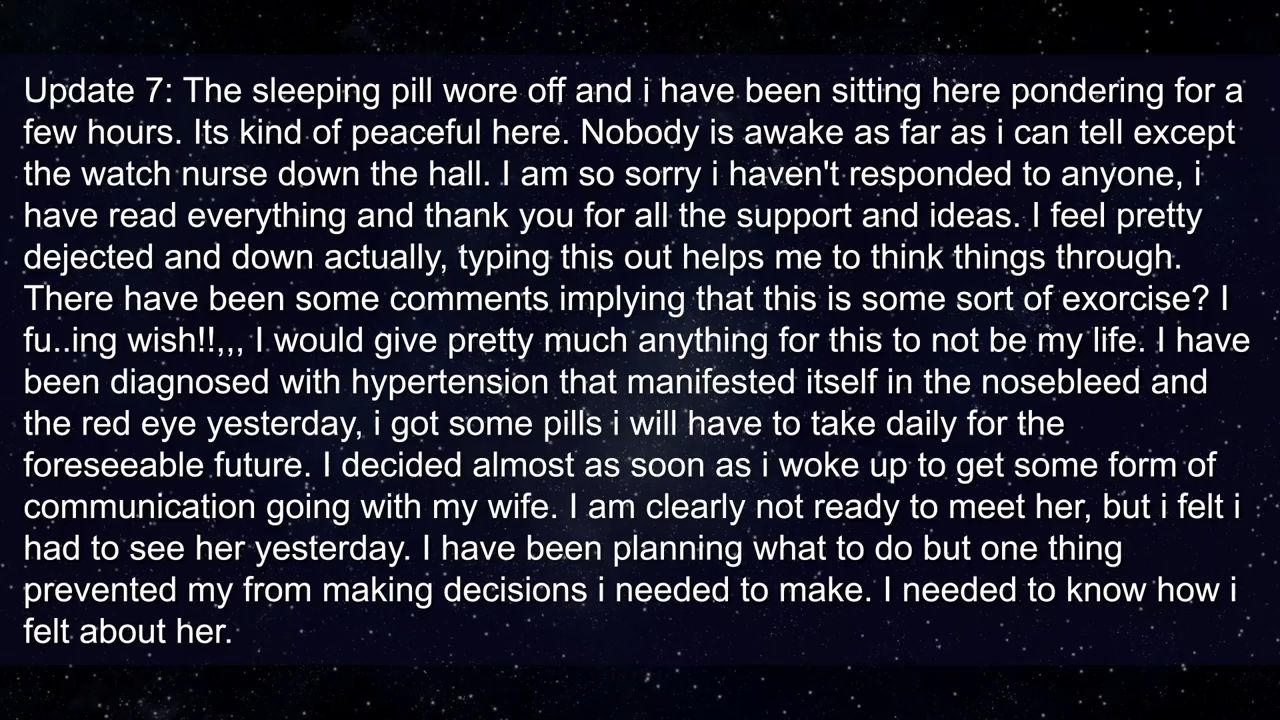 Update 7: The sleeping pill wore off and i have been sitting here pondering for a
few hours. Its kind of peaceful here. Nobody is awake as far as i can tell except
the watch nurse down the hall. I am so sorry i haven't responded to anyone, i
have read everything and thank you for all the support and ideas. I feel pretty
dejected and down actually, typing this out helps me to think things through.
There have been some comments implying that this is some sort of exorcise? I
fu..ing wish!!,,, I would give pretty much anything for this to not be my life. I have
been diagnosed with hypertension that manifested itself in the nosebleed and
the red eye yesterday, i got some pills i will have to take daily for the
foreseeable future. I decided almost as soon as i woke up to get some form of
communication going with my wife. I am clearly not ready to meet her, but i felt i
had to see her yesterday. I have been planning what to do but one thing
prevented my from making decisions i needed to make. I needed to know how i
felt about her.